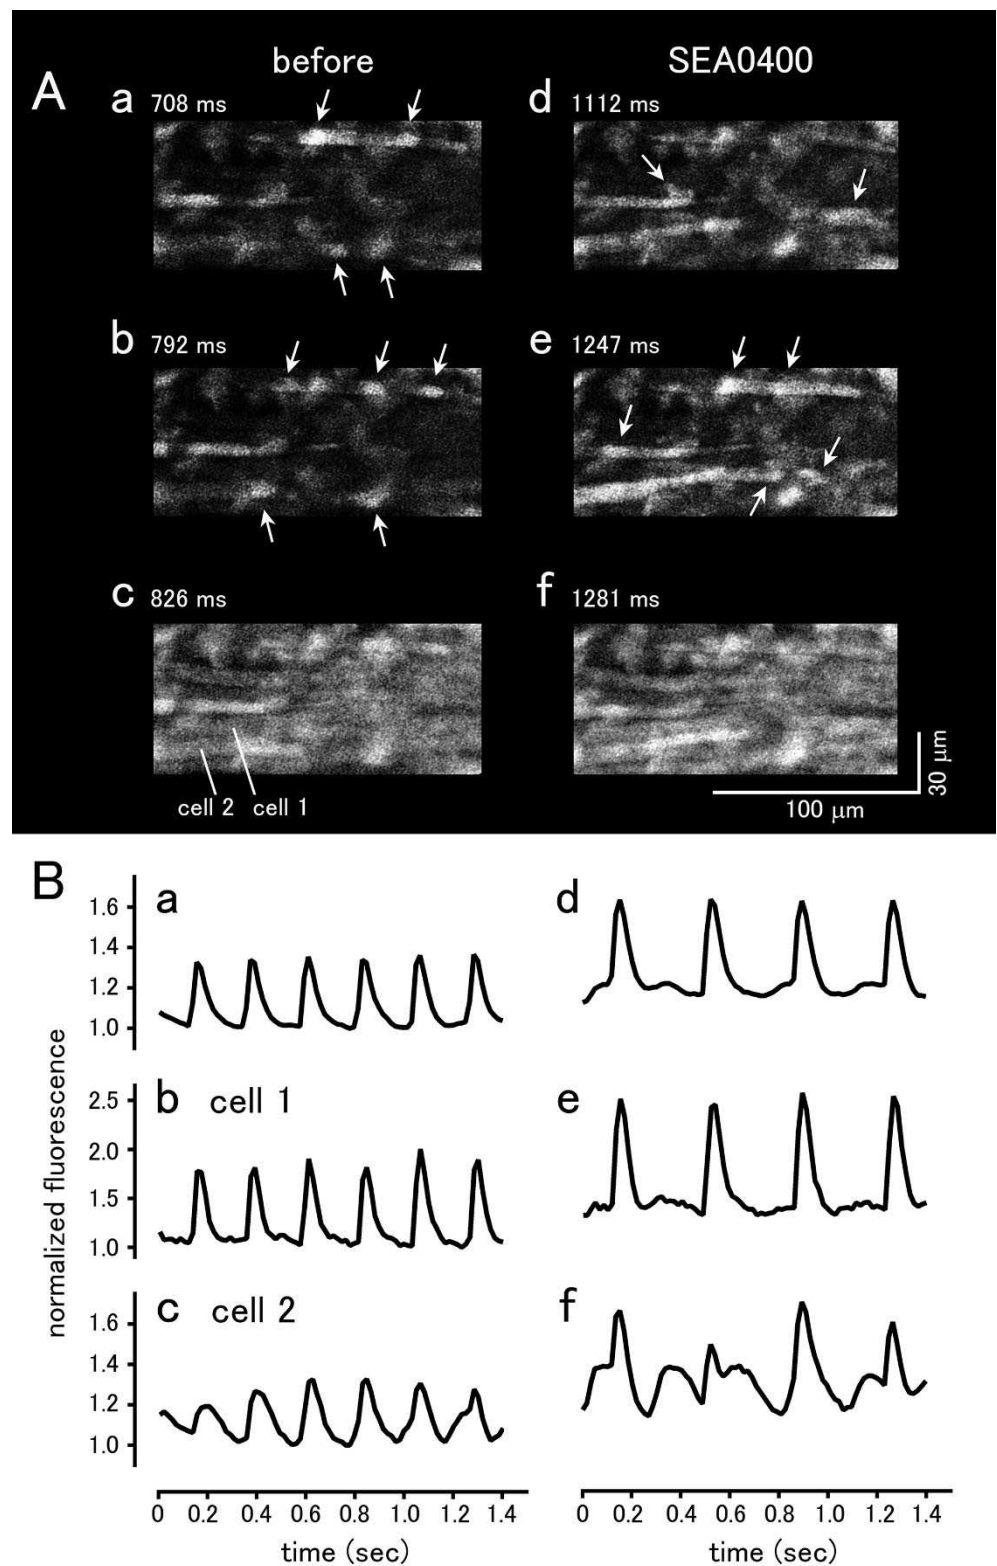 before
SEA0400
A
a 708 ms
d 1112 ms
b 792 ms
e 1247 ms
c 826 ms
f 1281 ms
cell 2 cell 1
30 μm
100 μm
B
normalized fluorescence
a
1.6
1.4
1.2
1.0
d
b cell 1
2.5
2.0
1.5
1.0
e
c cell 2
1.6
1.4
1.2
1.0
f
0 0.2 0.4 0.6 0.8 1.0 1.2 1.4
time (sec)
0 0.2 0.4 0.6 0.8 1.0 1.2 1.4
time (sec)